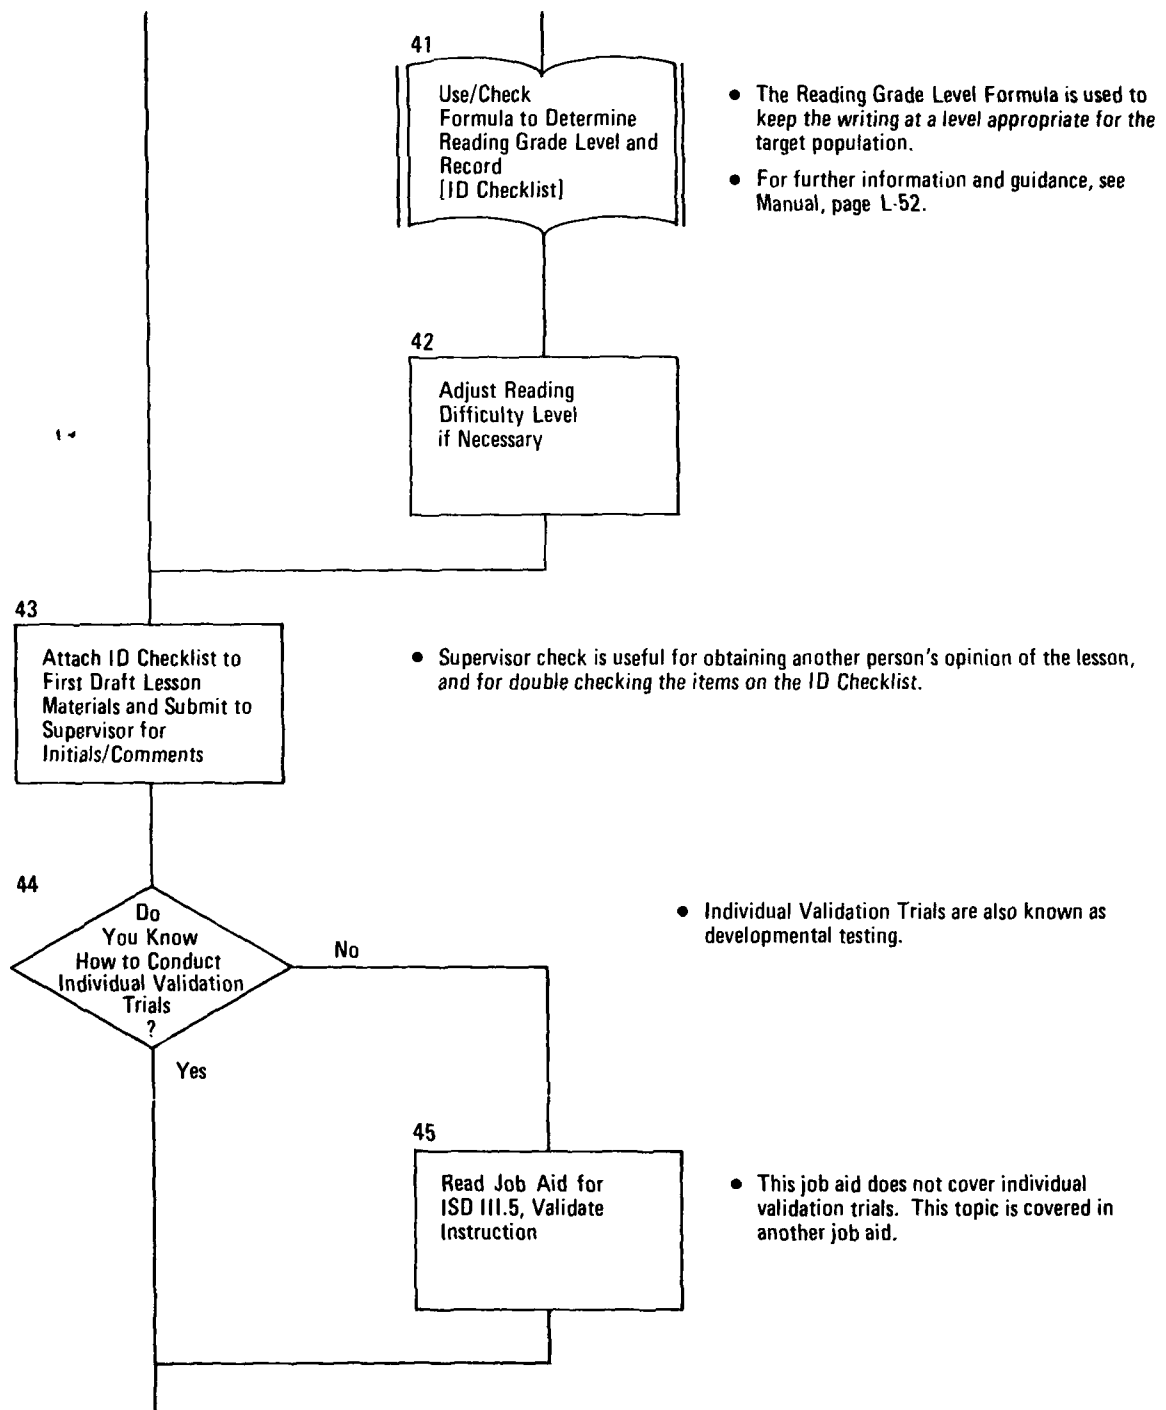 41
Use/Check
Formula to Determine
Reading Grade Level and
Record
[ID Checklist]
• The Reading Grade Level Formula is used to
keep the writing at a level appropriate for the
target population.
• For further information and guidance, see
Manual, page L-52.
42
Adjust Reading
Difficulty Level
if Necessary
43
Attach ID Checklist to
First Draft Lesson
Materials and Submit to
Supervisor for
Initials/Comments
• Supervisor check is useful for obtaining another person's opinion of the lesson,
and for double checking the items on the ID Checklist.
44
Do
You Know
How to Conduct
Individual Validation
Trials
?
No
Yes
• Individual Validation Trials are also known as
developmental testing.
45
Read Job Aid for
ISD III.5, Validate
Instruction
• This job aid does not cover individual
validation trials. This topic is covered in
another job aid.